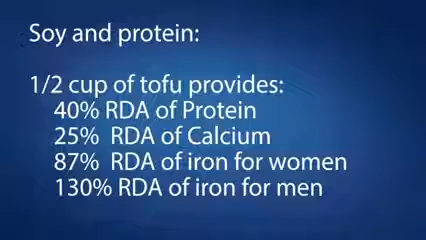 Soy and protein:
1/2 cup of tofu provides:
40% RDA of Protein
25% RDA of Calcium
87% RDA of iron for women
130% RDA of iron for men